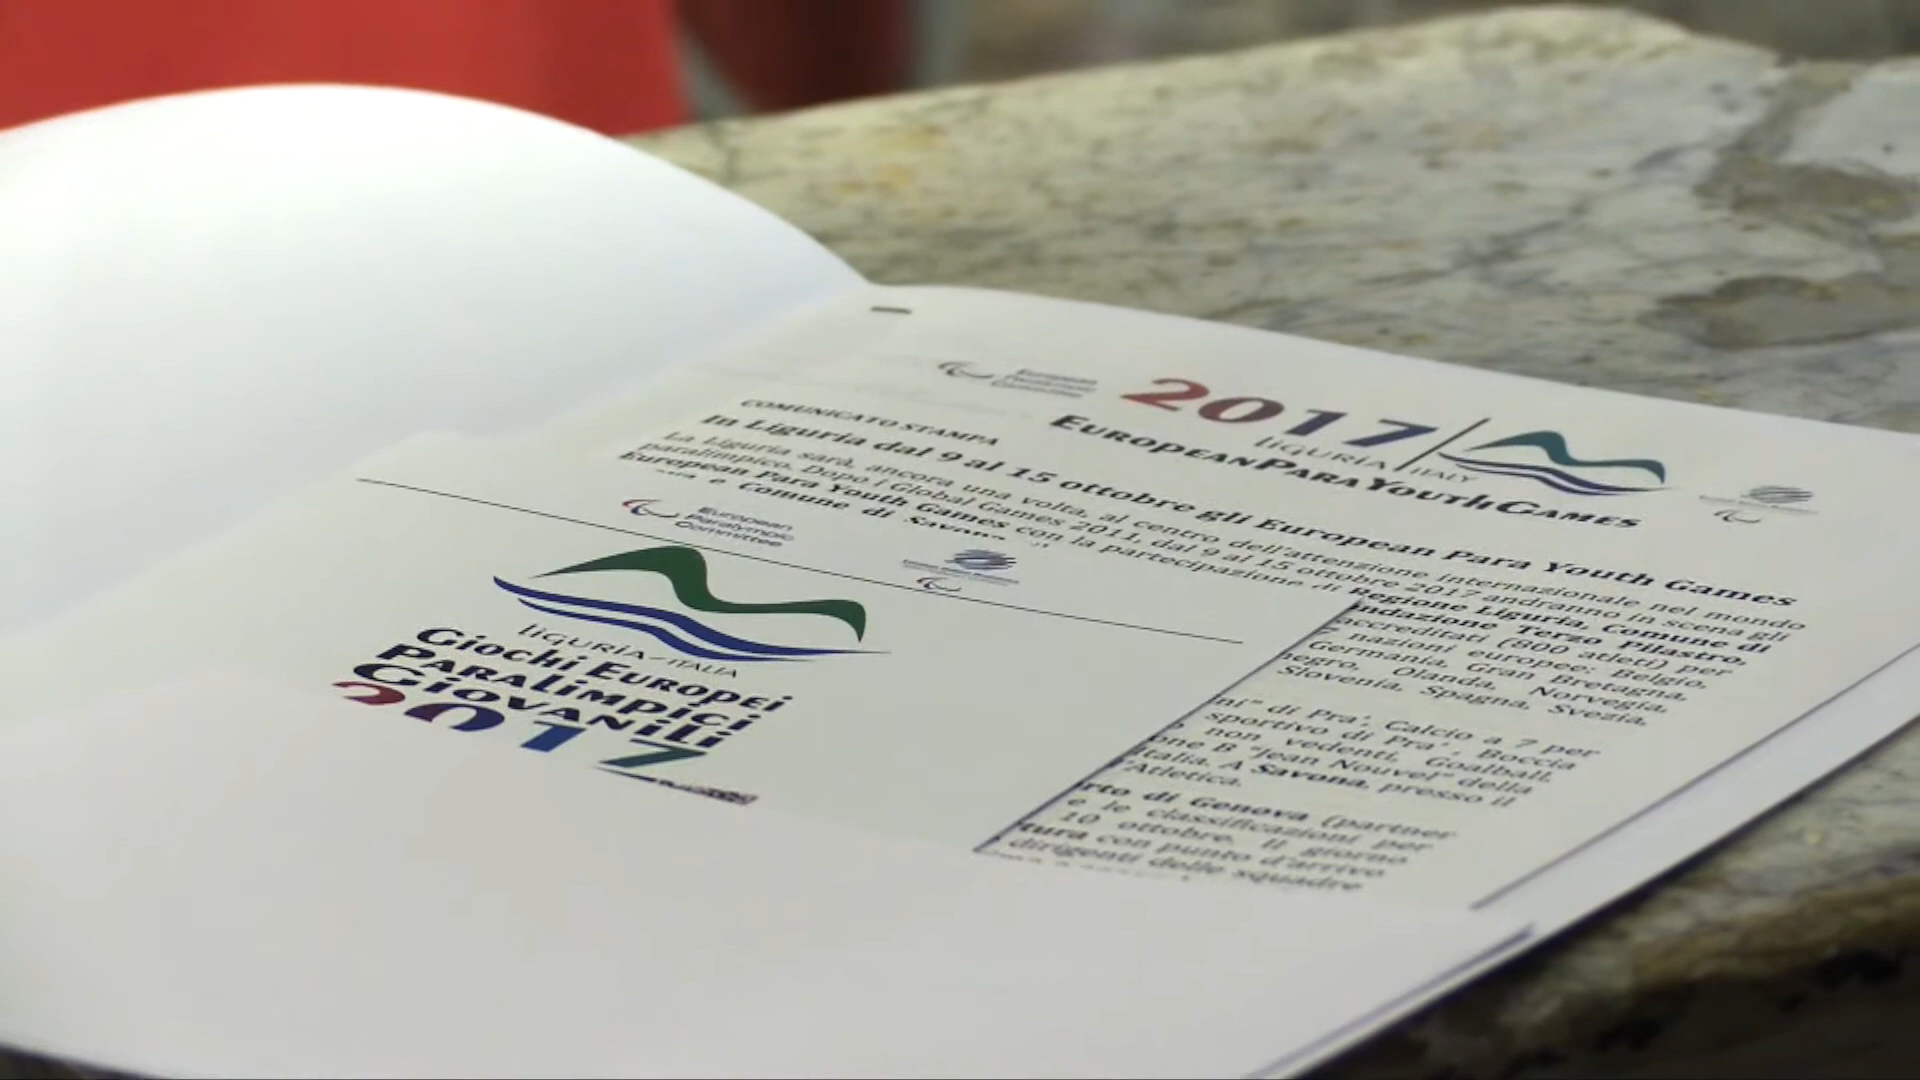 European
Paralympic
Committee
2017
LIGURIA ITALY
EUROPEAN PARA YOUTH GAMES
COMUNICATO STAMPA
In Liguria dal 9 al 15 ottobre gli European Para Youth Games
La Liguria sarà, ancora una volta, al centro dell'attenzione internazionale nel mondo
paralimpico. Dopo i Global Games 2011, dal 9 al 15 ottobre 2017 andranno in scena gli
European Para Youth Games con la partecipazione di Regione Liguria, Comune di
e Comune di Savona
ndazione Terzo Pilastro,
accreditati (800 atleti) per
7 nazioni europee: Belgio,
Germania, Gran Bretagna,
negro, Olanda, Norvegia,
Slovenia, Spagna, Svezia,
ni" di Pra', Calcio a 7 per
sportivo di Pra', Boccia
non vedenti, Goalball,
one B "Jean Nouvel" della
Italia. A Savona, presso il
l'Atletica.
rto di Genova (partner
e le classificazioni per
10 ottobre. Il giorno
tura con punto d'arrivo
dirigenti delle squadre
European
Paralympic
Committee
LIGURIA-ITALIA
GIOCHI EUROPEI
PARALIMPICI
GIOVANILI
2017